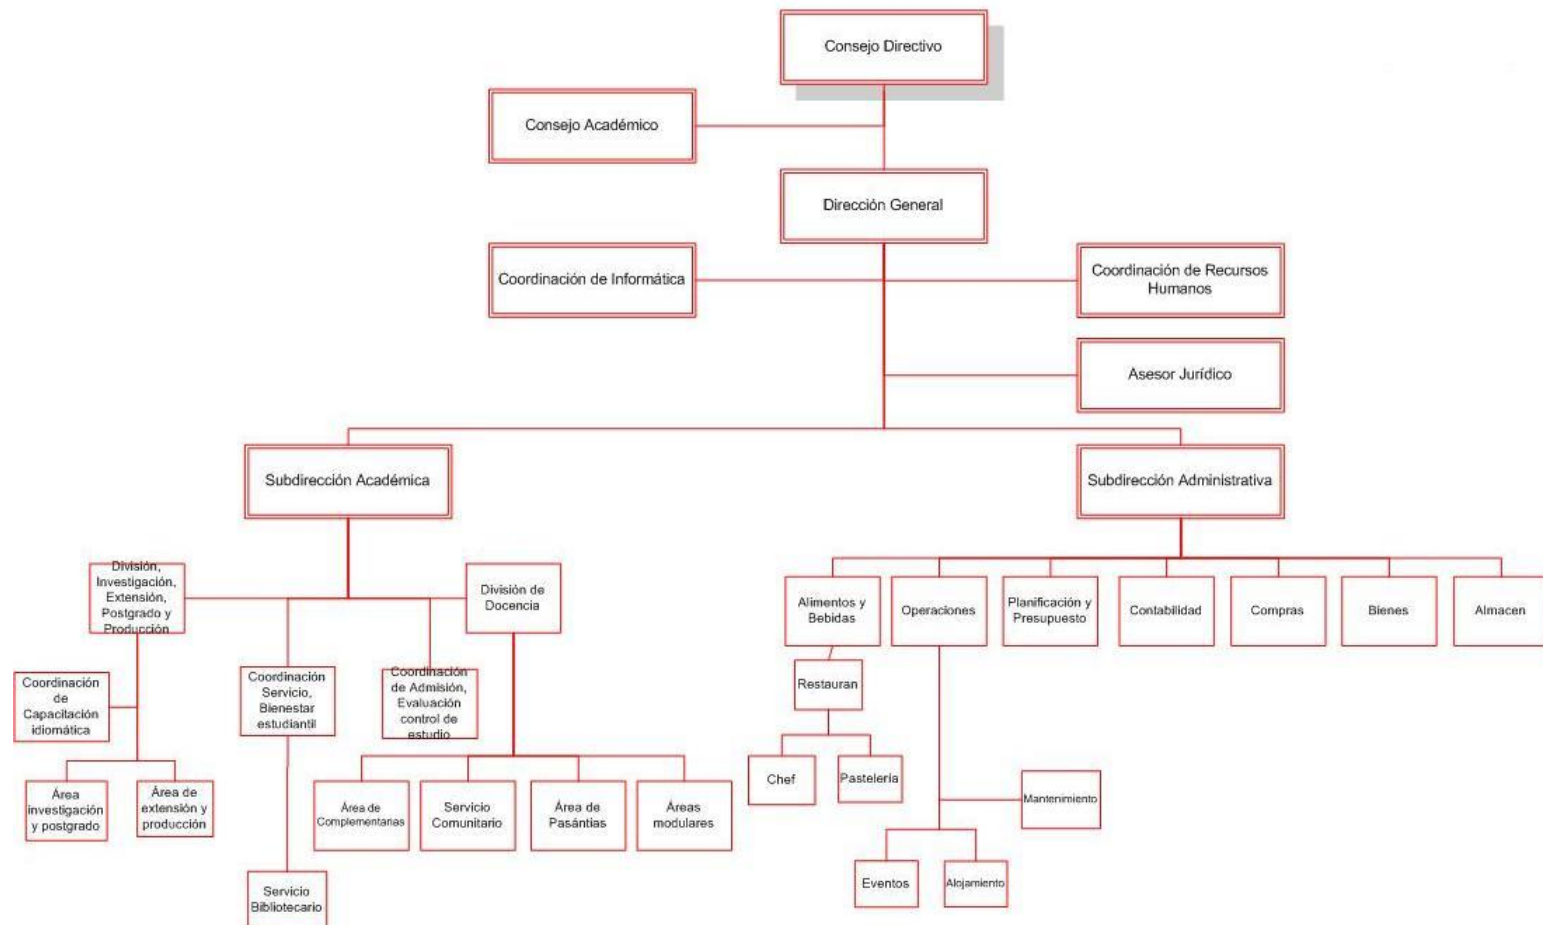 Consejo Directivo
Consejo Académico
Dirección General
Coordinación de Informática
Coordinación de Recursos
Humanos
Asesor Jurídico
Subdirección Académica
Subdirección Administrativa
División,
Investigación,
Extensión,
Postgrado y
Producción
División de
Docencia
Alimentos y
Bebidas
Operaciones
Planificación y
Presupuesto
Contabilidad
Compras
Bienes
Almacen
Coordinación
de
Capacitación
idiomática
Coordinación
Servicio,
Bienestar
estudiantil
Coordinación
de Admisión,
Evaluación
control de
estudio
Restauran
Chef
Pastelería
Mantenimiento
Área
investigación
y postgrado
Área de
extensión y
producción
Área de
Complementarias
Servicio
Comunitario
Área de
Pasántias
Áreas
modulares
Eventos
Alojamiento
Servicio
Bibliotecario